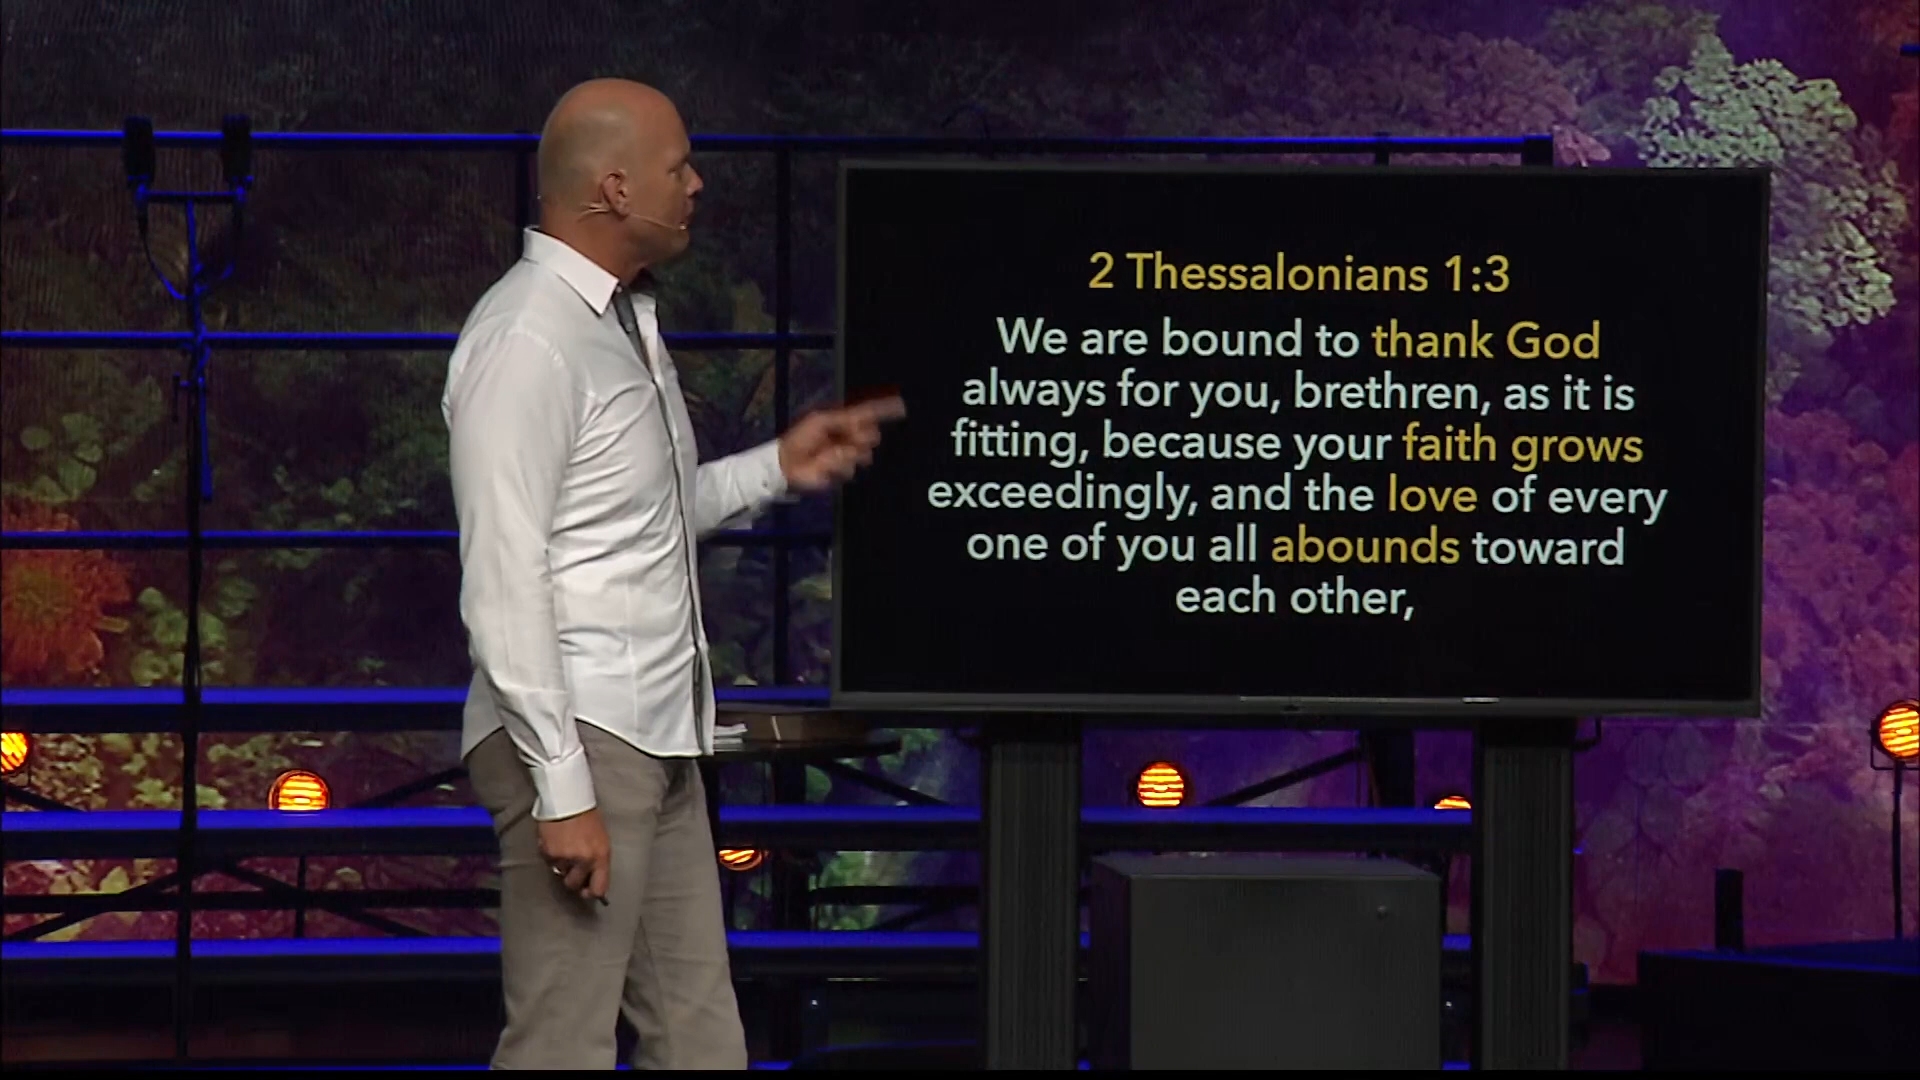 2 Thessalonians 1:3
We are bound to thank God
always for you, brethren, as it is
fitting, because your faith grows
exceedingly, and the love of every
one of you all abounds toward
each other,